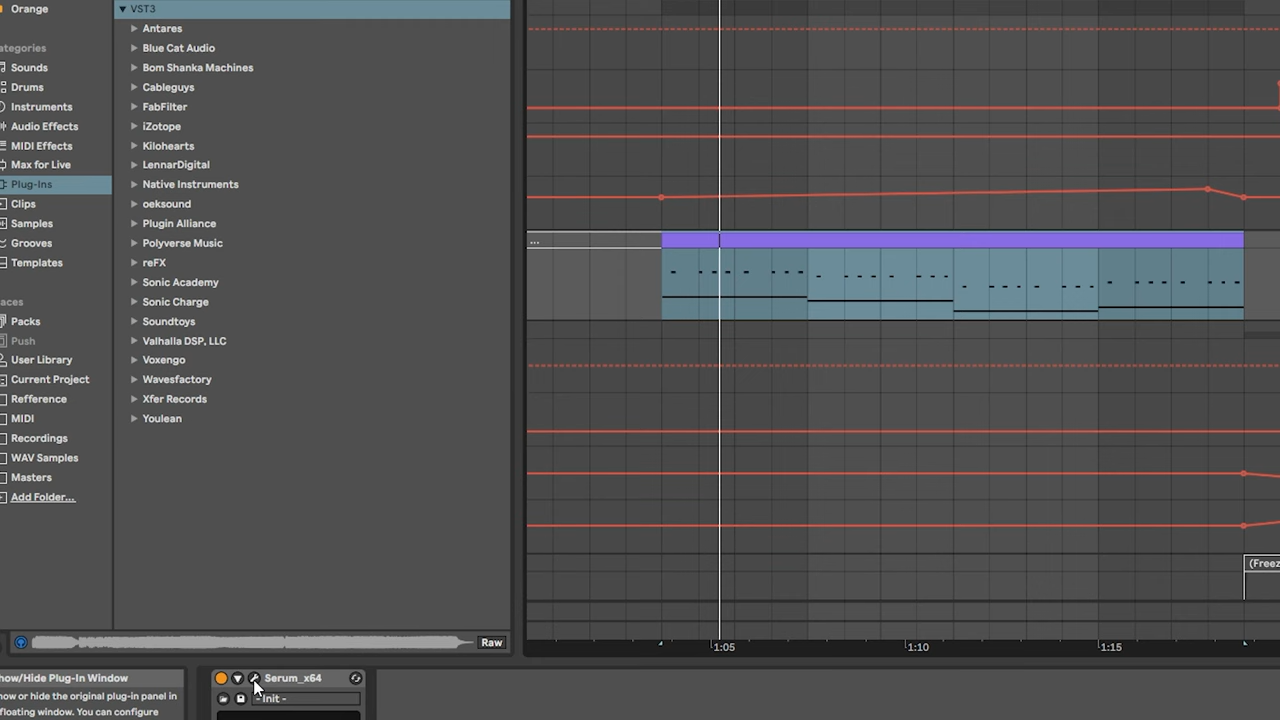 Orange
ategories
Sounds
Drums
Instruments
Audio Effects
MIDI Effects
Max for Live
Plug-Ins
Clips
Samples
Grooves
Templates
aces
Packs
Push
User Library
Current Project
Refference
MIDI
Recordings
WAV Samples
Masters
Add Folder...
VST3
Antares
Blue Cat Audio
Bom Shanka Machines
Cableguys
FabFilter
iZotope
Kilohearts
LennarDigital
Native Instruments
oeksound
Plugin Alliance
Polyverse Music
reFX
Sonic Academy
Sonic Charge
Soundtoys
Valhalla DSP, LLC
Voxengo
Wavesfactory
Xfer Records
Youlean
Raw
...
(Freez
1:05
1:10
1:15
how/Hide Plug-In Window
how or hide the original plug-in panel in
floating window. You can configure
Serum_x64
- Init -